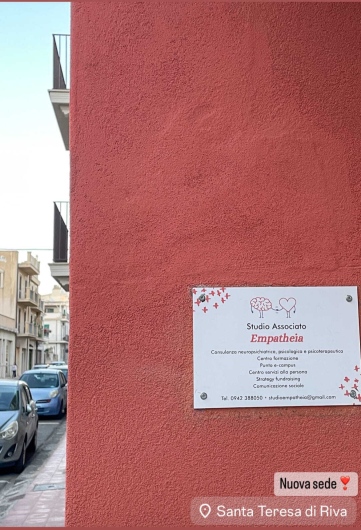 Studio Associato
Empatheia
Consulenza neuropsichiatrica, psicologica e psicoterapeutica
Centro formazione
Punto e-campus
Centro servizi alla persona
Strategy fundraising
Comunicazione sociale
Tel. 0942 388050 - studioempatheia@gmail.com
Nuova sede
Santa Teresa di Riva